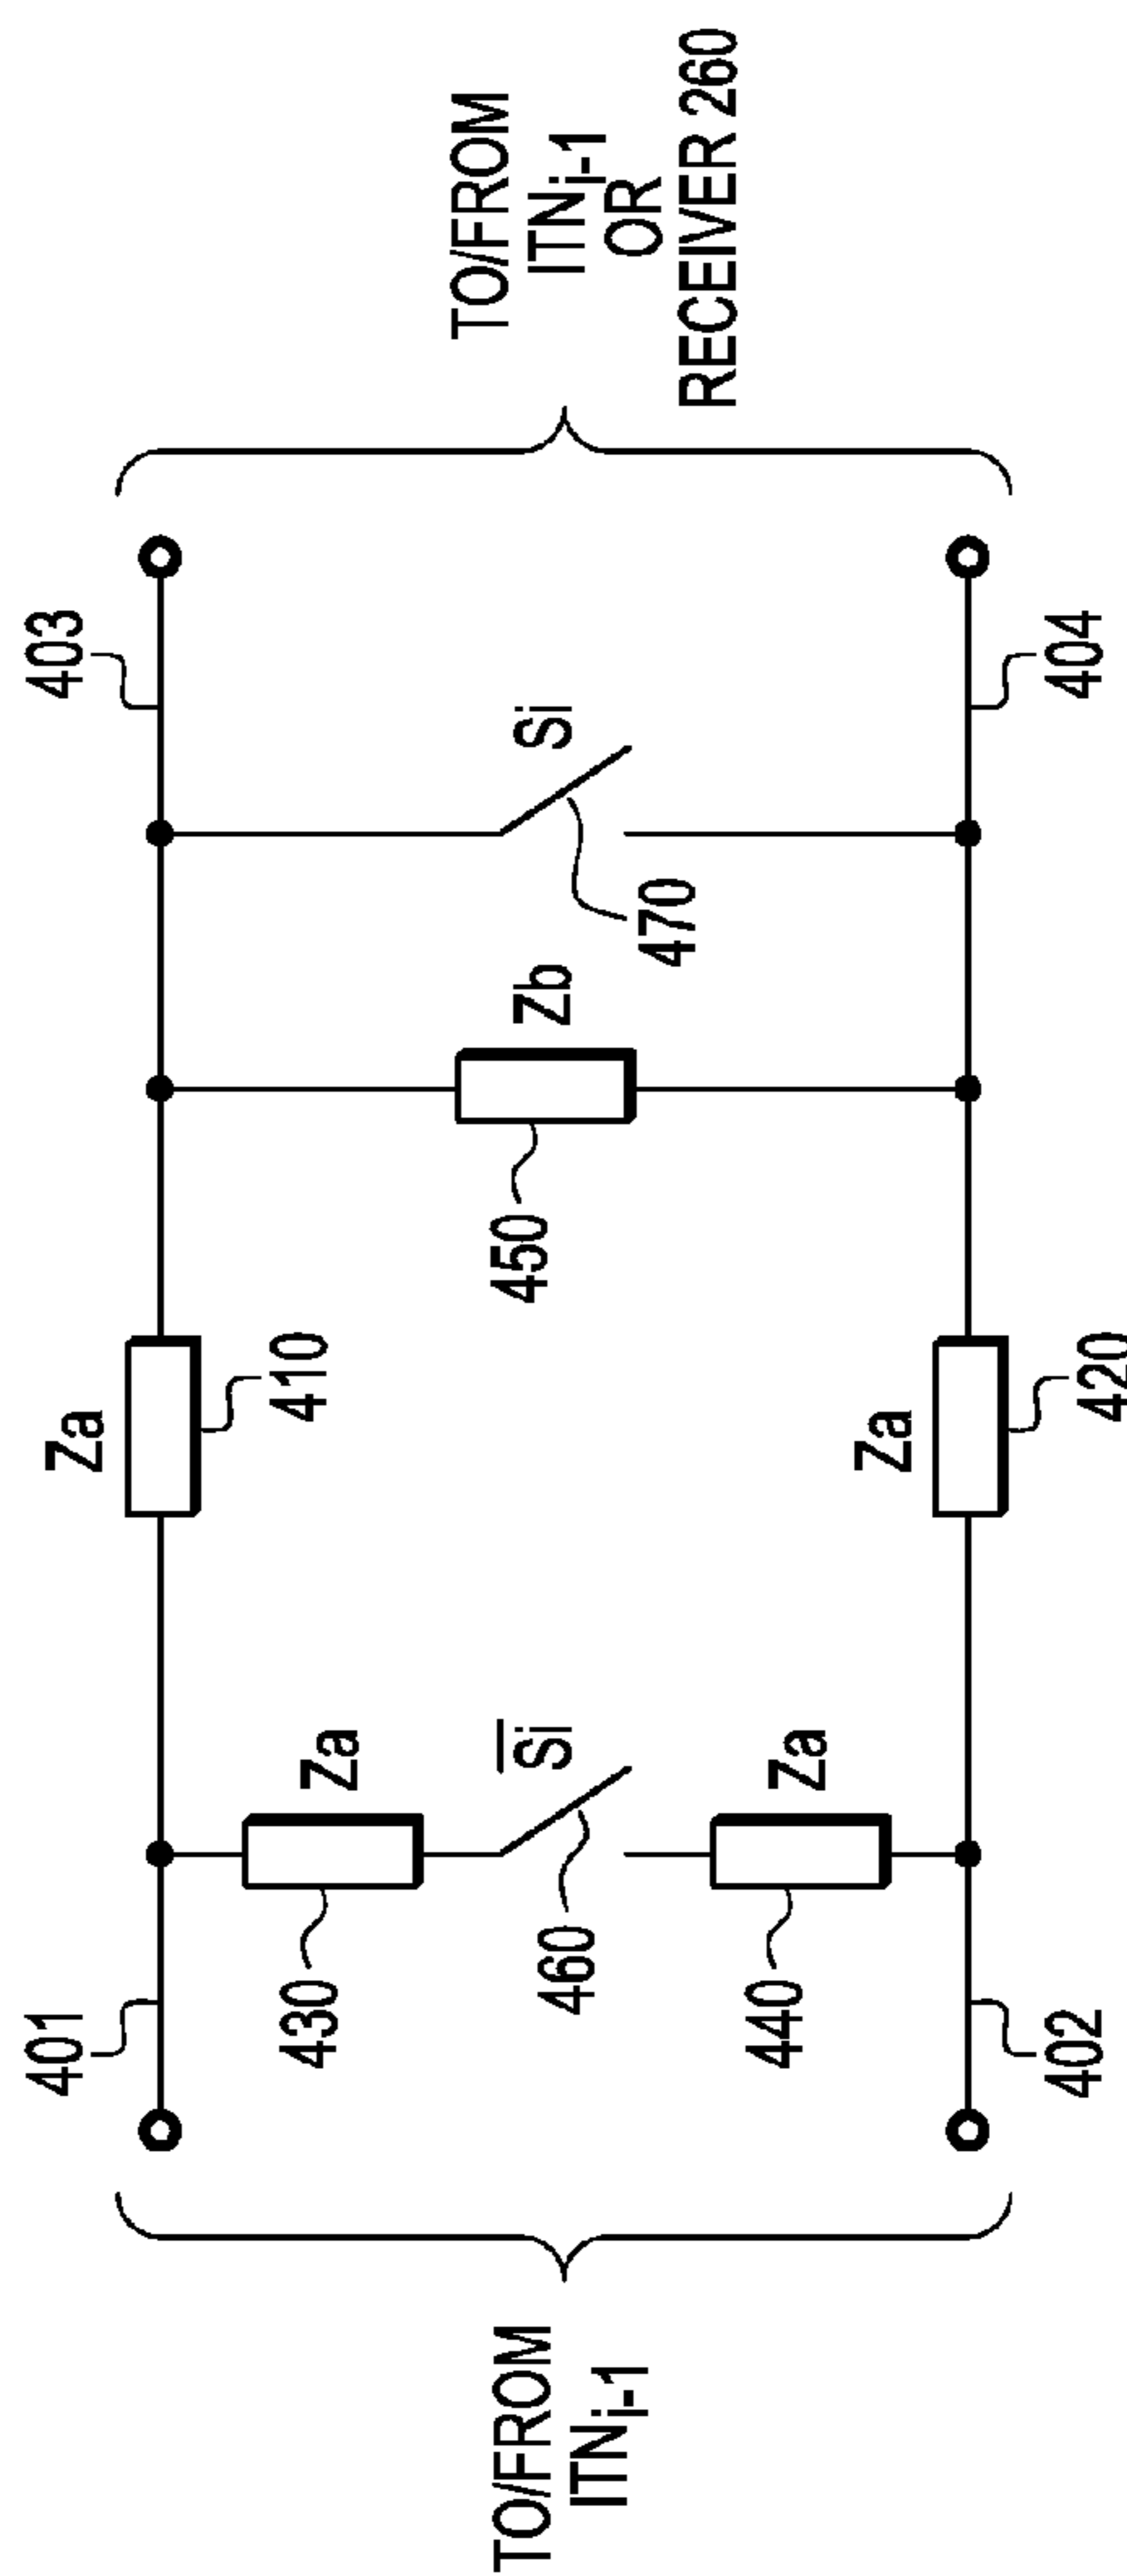 TO/FROM
ITNi-1
401
402
Za
430
S̅i̅
460
Za
440
Za
410
Za
420
Zb
450
Si
470
403
404
TO/FROM
ITNi-1
OR
RECEIVER 260